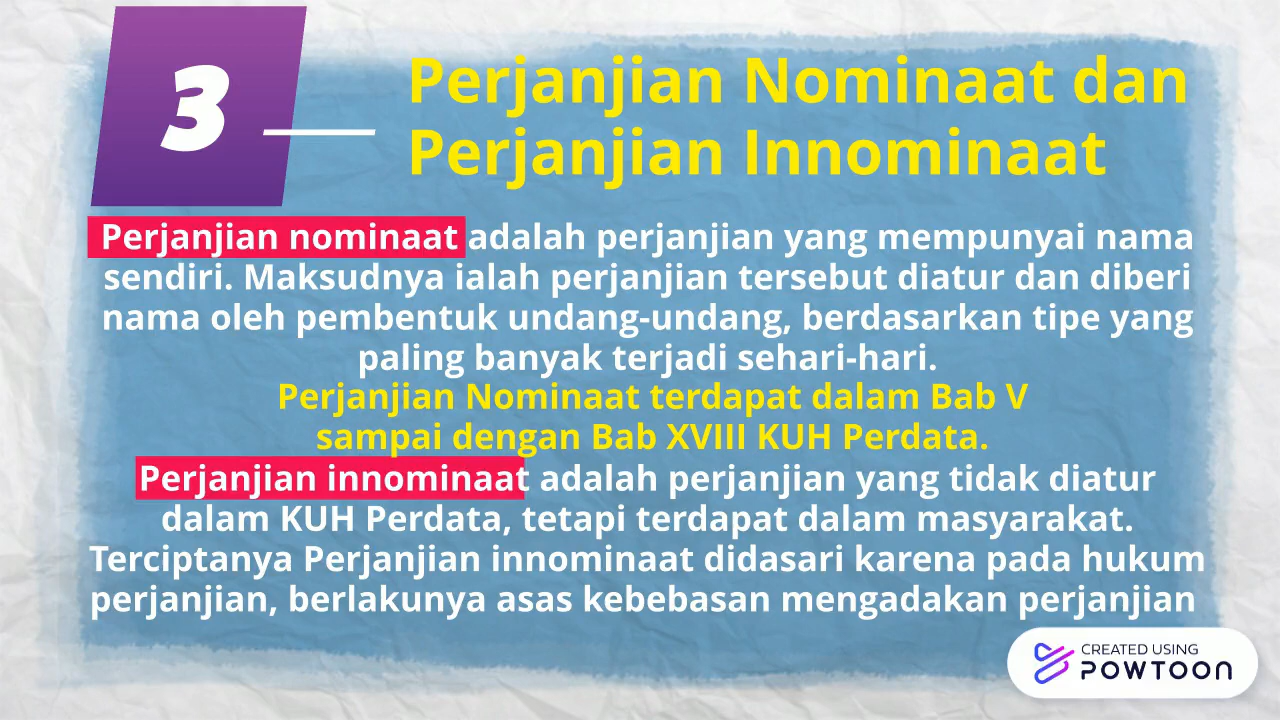 3
Perjanjian Nominaat dan
Perjanjian Innominaat
Perjanjian nominaat adalah perjanjian yang mempunyai nama
sendiri. Maksudnya ialah perjanjian tersebut diatur dan diberi
nama oleh pembentuk undang-undang, berdasarkan tipe yang
paling banyak terjadi sehari-hari.
Perjanjian Nominaat terdapat dalam Bab V
sampai dengan Bab XVIII KUH Perdata.
Perjanjian innominaat adalah perjanjian yang tidak diatur
dalam KUH Perdata, tetapi terdapat dalam masyarakat.
Terciptanya Perjanjian innominaat didasari karena pada hukum
perjanjian, berlakunya asas kebebasan mengadakan perjanjian
CREATED USING
POWTOON